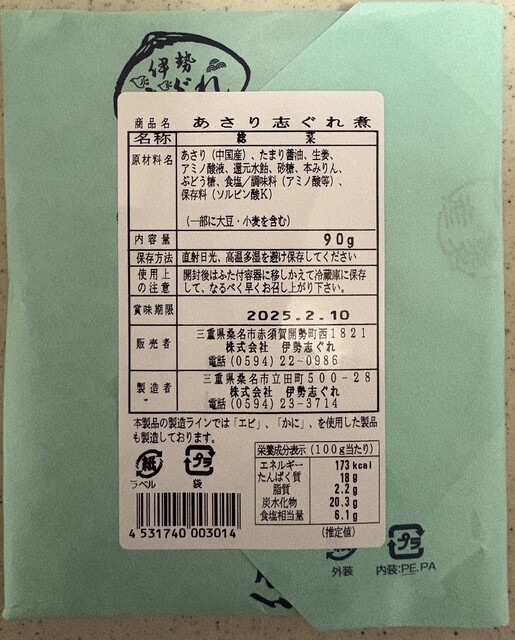 伊勢
ぐれ
商品名 あさり志ぐれ煮
名称 総菜
原材料名 あさり（中国産）、たまり醤油、生姜、
アミノ酸液、還元水飴、砂糖、本みりん、
ぶどう糖、食塩／調味料（アミノ酸等）、
保存料（ソルビン酸K）
（一部に大豆・小麦を含む）
内容量 90g
保存方法 直射日光、高温多湿を避け保存してください
使用上の注意 開封後はふた付容器に移しかえて冷蔵庫に保存
して、なるべく早くお召し上がり下さい。
賞味期限 2025.2.10
販売者 三重県桑名市赤須賀開勢町西1821
株式会社 伊勢志ぐれ
電話(0594)22-0986
製造者 三重県桑名市立田町500-28
株式会社 伊勢志ぐれ
電話(0594)23-3714
本製品の製造ラインでは「エビ」、「かに」、を使用した製品
も製造しております。
紙 プラ
ラベル 袋
栄養成分表示（100g当たり）
エネルギー 173kcal
たんぱく質 18g
脂質 2.2g
炭水化物 20.3g
食塩相当量 6.1g
(推定値)
4 531740 003014
プラ
外装 内装:PE,PA